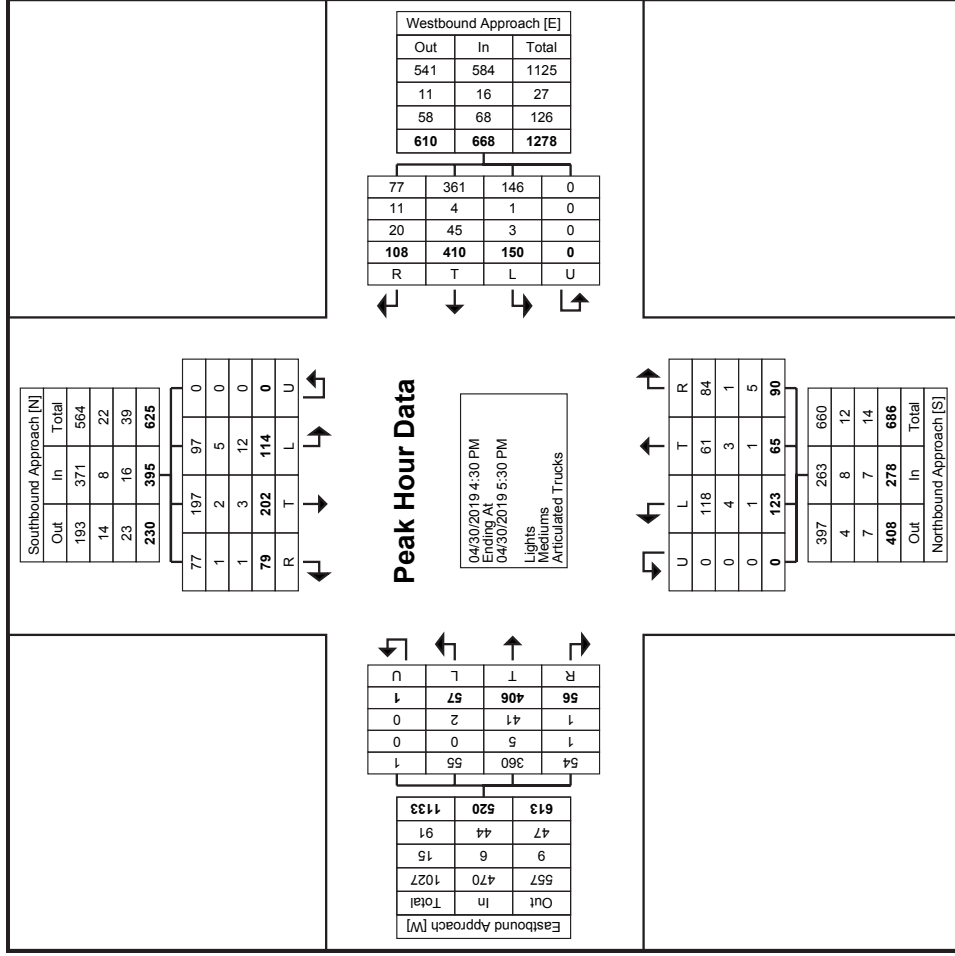 Westbound Approach [E]
Out In Total
541 584 1125
11 16 27
58 68 126
610 668 1278
77 361 146 0
11 4 1 0
20 45 3 0
108 410 150 0
R T L U
Southbound Approach [N]
Out In Total
193 371 564
14 8 22
23 16 39
230 395 625
77 197 97 0
1 2 5 0
1 3 12 0
79 202 114 0
R T L U
Peak Hour Data
04/30/2019 4:30 PM
Ending At
04/30/2019 5:30 PM
Lights
Mediums
Articulated Trucks
U L T R
0 118 61 84
0 4 3 1
0 1 1 5
0 123 65 90
397 263 660
4 8 12
7 7 14
408 278 686
Out In Total
Northbound Approach [S]
Eastbound Approach [W]
Out In Total
557 470 1027
9 6 15
47 44 91
613 520 1133
54 360 55 1
1 5 0 0
1 41 2 0
56 406 57 1
R T L U